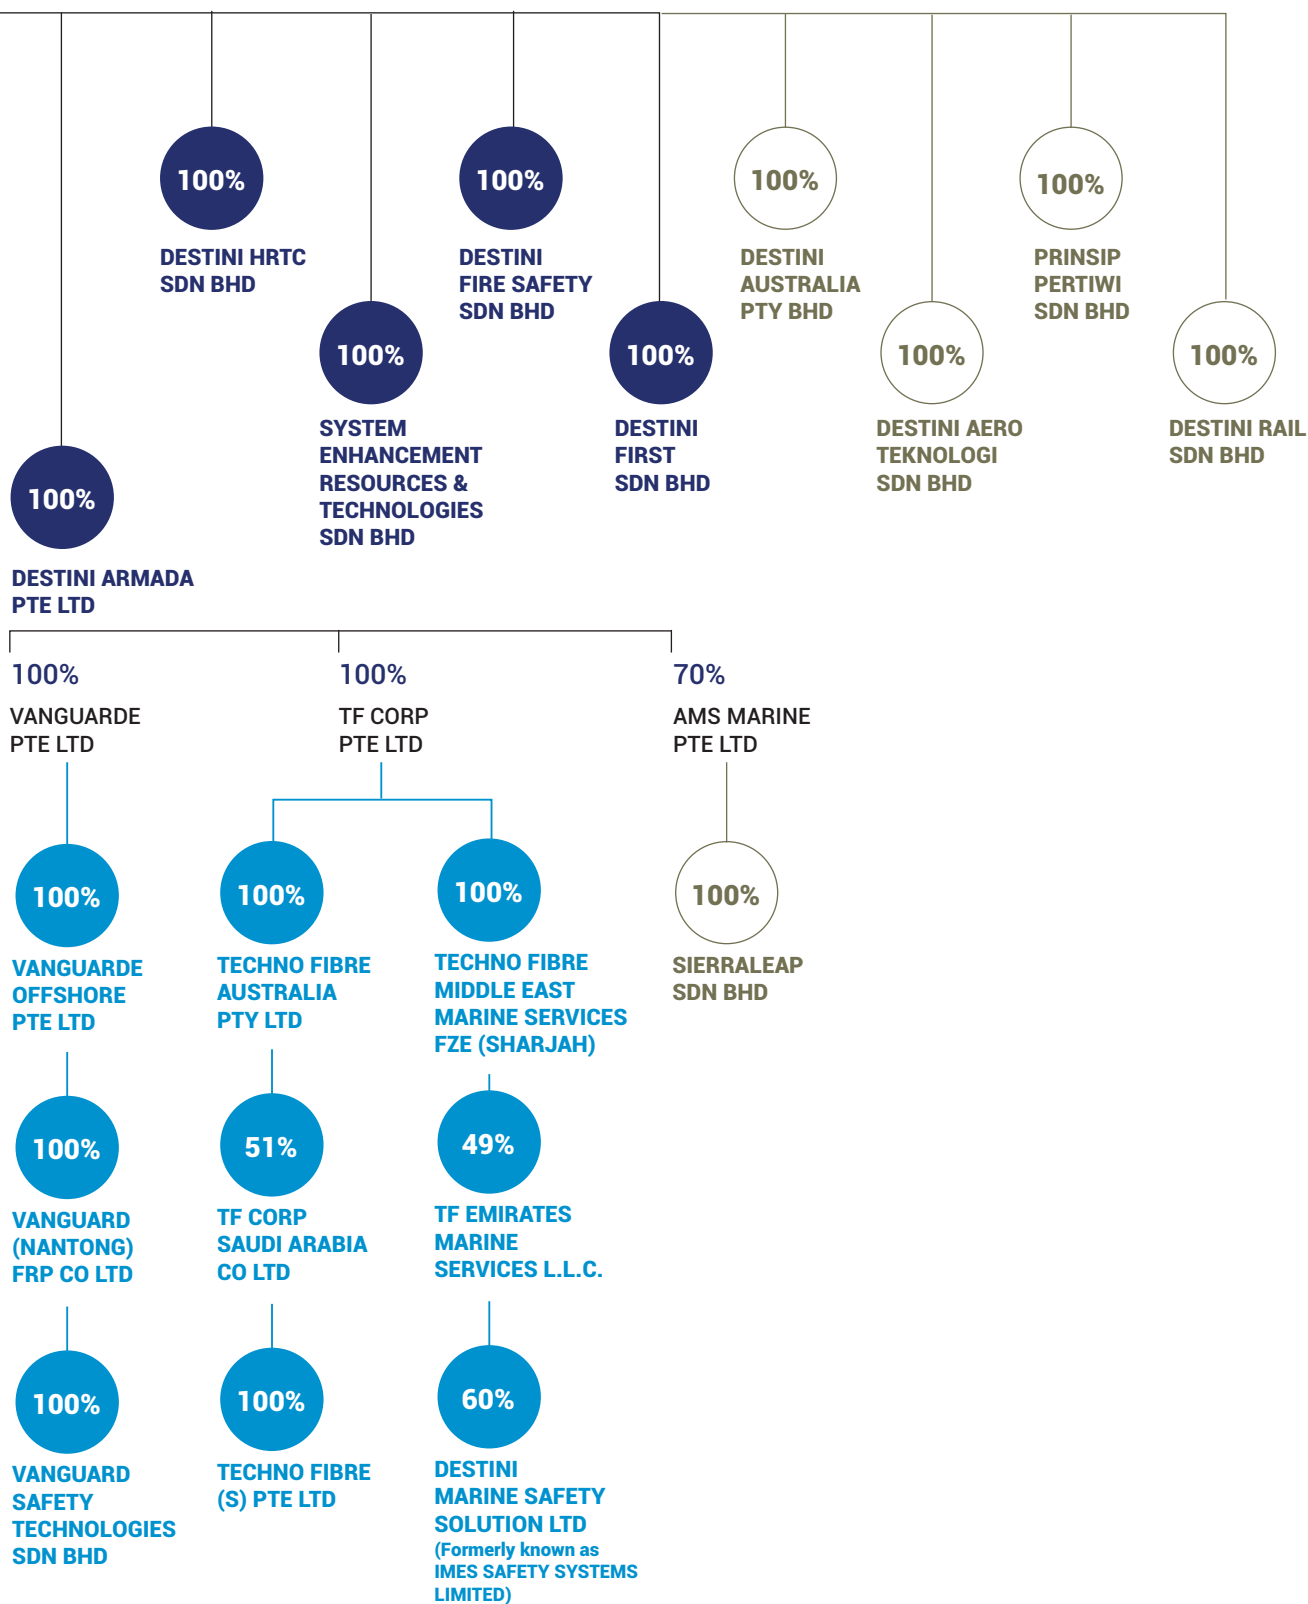 100%
DESTINI HRTC
SDN BHD
100%
DESTINI
FIRE SAFETY
SDN BHD
100%
DESTINI
AUSTRALIA
PTY BHD
100%
PRINSIP
PERTIWI
SDN BHD
100%
SYSTEM
ENHANCEMENT
RESOURCES &
TECHNOLOGIES
SDN BHD
100%
DESTINI
FIRST
SDN BHD
100%
DESTINI AERO
TEKNOLOGI
SDN BHD
100%
DESTINI RAIL
SDN BHD
100%
DESTINI ARMADA
PTE LTD
100%
VANGUARDE
PTE LTD
100%
TF CORP
PTE LTD
70%
AMS MARINE
PTE LTD
100%
VANGUARDE
OFFSHORE
PTE LTD
100%
TECHNO FIBRE
AUSTRALIA
PTY LTD
100%
TECHNO FIBRE
MIDDLE EAST
MARINE SERVICES
FZE (SHARJAH)
100%
SIERRALEAP
SDN BHD
100%
VANGUARD
(NANTONG)
FRP CO LTD
51%
TF CORP
SAUDI ARABIA
CO LTD
49%
TF EMIRATES
MARINE
SERVICES L.L.C.
100%
VANGUARD
SAFETY
TECHNOLOGIES
SDN BHD
100%
TECHNO FIBRE
(S) PTE LTD
60%
DESTINI
MARINE SAFETY
SOLUTION LTD
(Formerly known as
IMES SAFETY SYSTEMS
LIMITED)